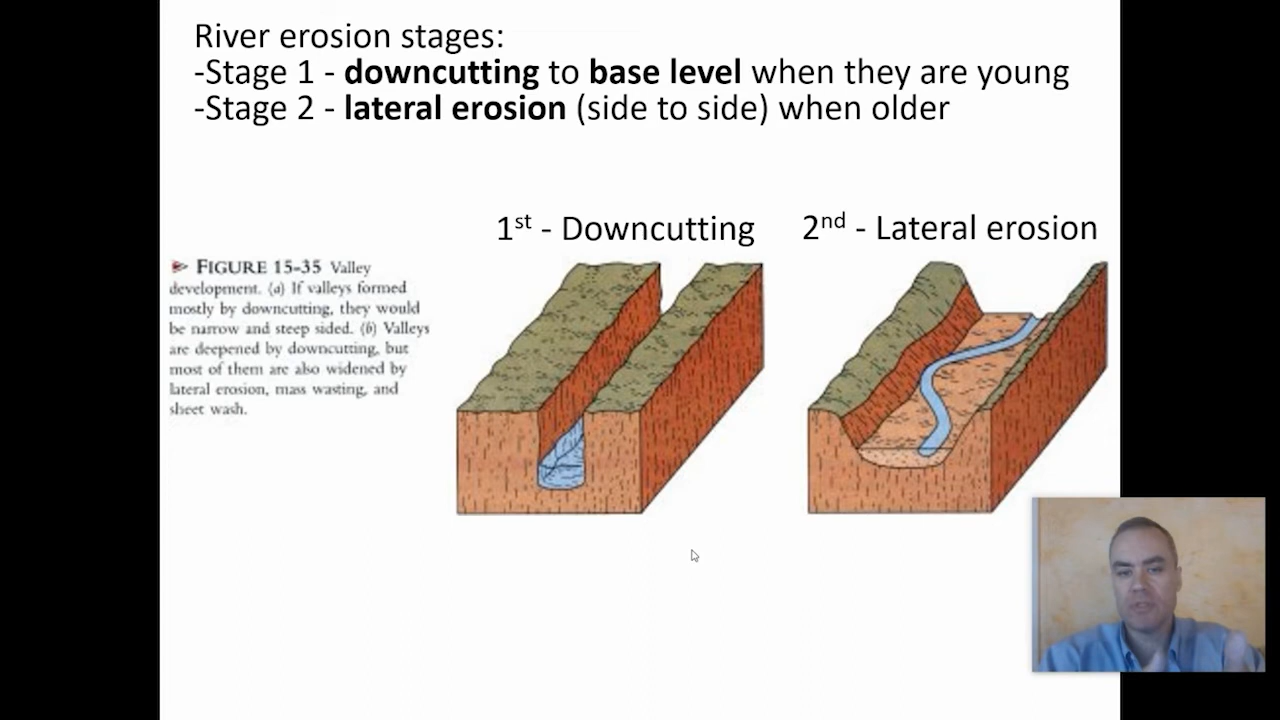 River erosion stages:
-Stage 1 - downcutting to base level when they are young
-Stage 2 - lateral erosion (side to side) when older
1st - Downcutting
2nd - Lateral erosion
FIGURE 15-35 Valley
development. (a) If valleys formed
mostly by downcutting, they would
be narrow and steep sided. (b) Valleys
are deepened by downcutting, but
most of them are also widened by
lateral erosion, mass wasting, and
sheet wash.